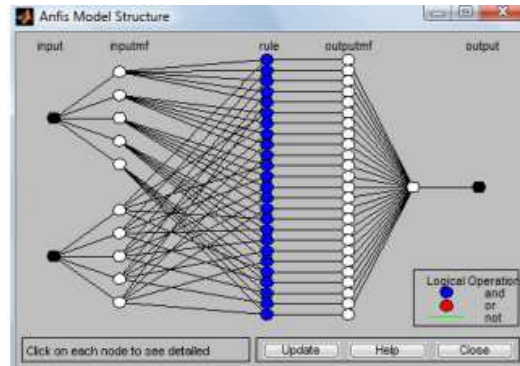 Anfis Model Structure
input inputmf rule outputmf output
Logical Operations
and
or
not
Click on each node to see detailed
Update Help Close